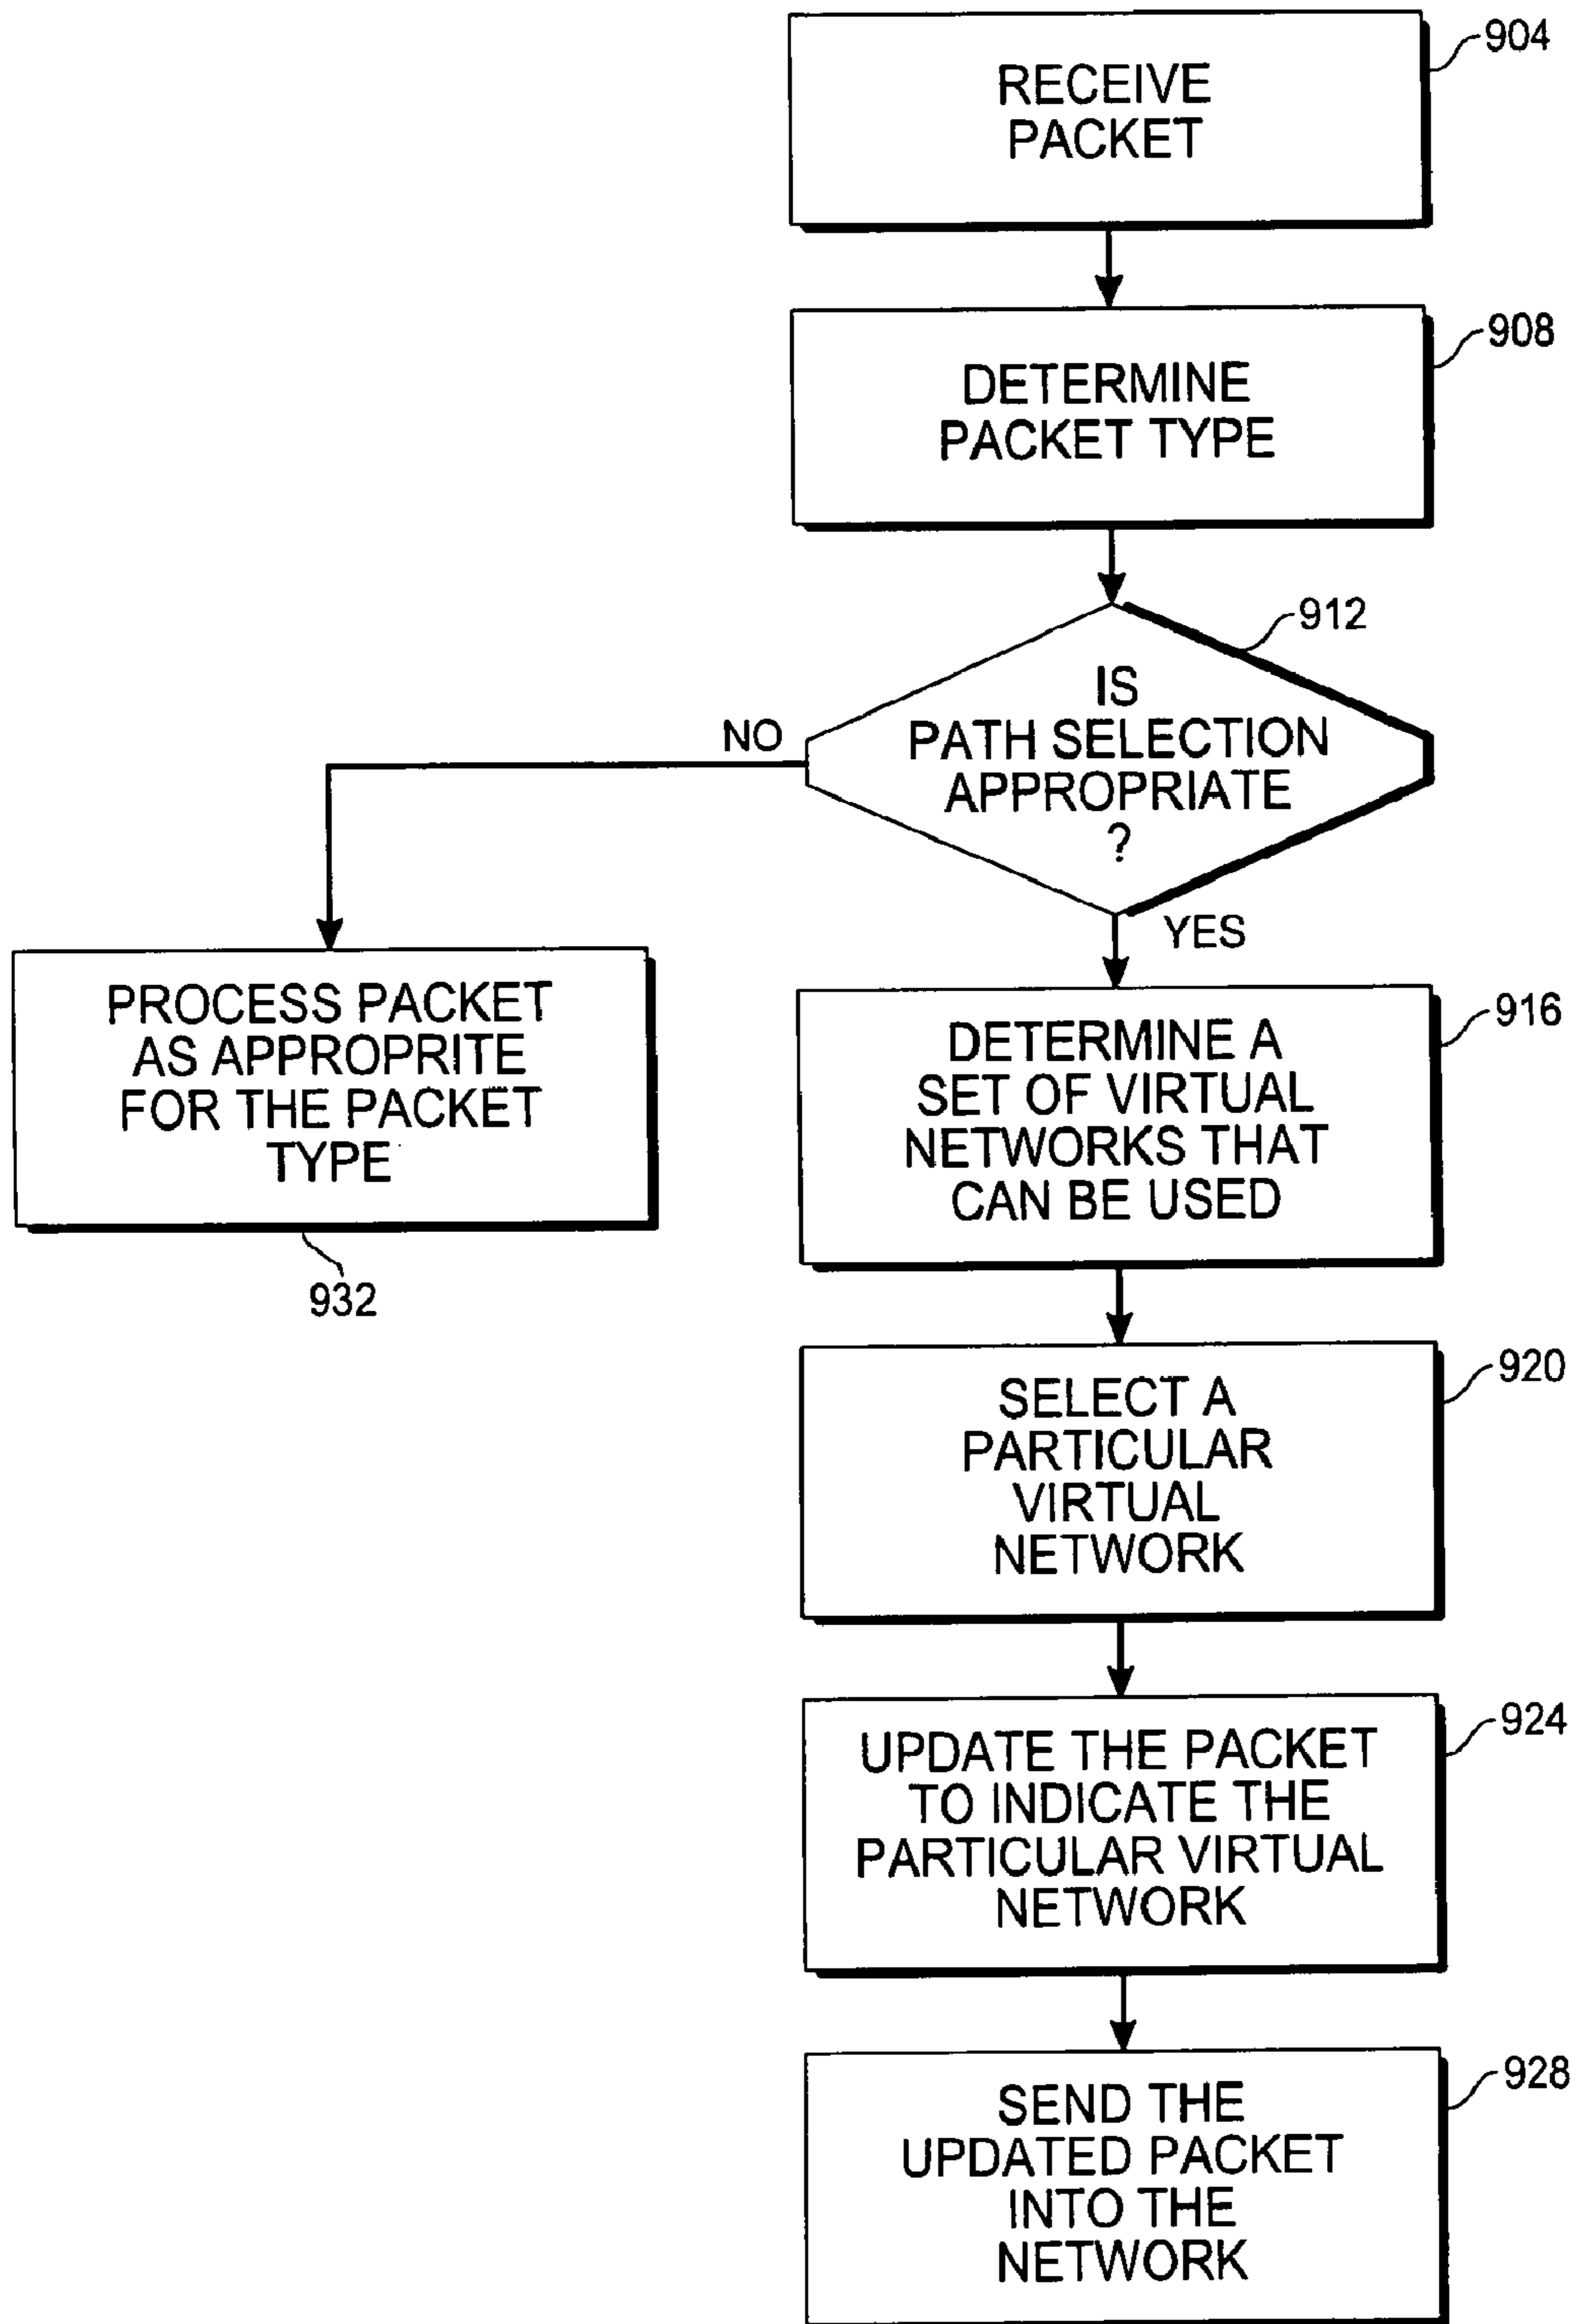 904
RECEIVE
PACKET
908
DETERMINE
PACKET TYPE
912
IS
PATH SELECTION
APPROPRIATE
?
NO
YES
PROCESS PACKET
AS APPROPRITE
FOR THE PACKET
TYPE
932
916
DETERMINE A
SET OF VIRTUAL
NETWORKS THAT
CAN BE USED
920
SELECT A
PARTICULAR
VIRTUAL
NETWORK
924
UPDATE THE PACKET
TO INDICATE THE
PARTICULAR VIRTUAL
NETWORK
928
SEND THE
UPDATED PACKET
INTO THE
NETWORK